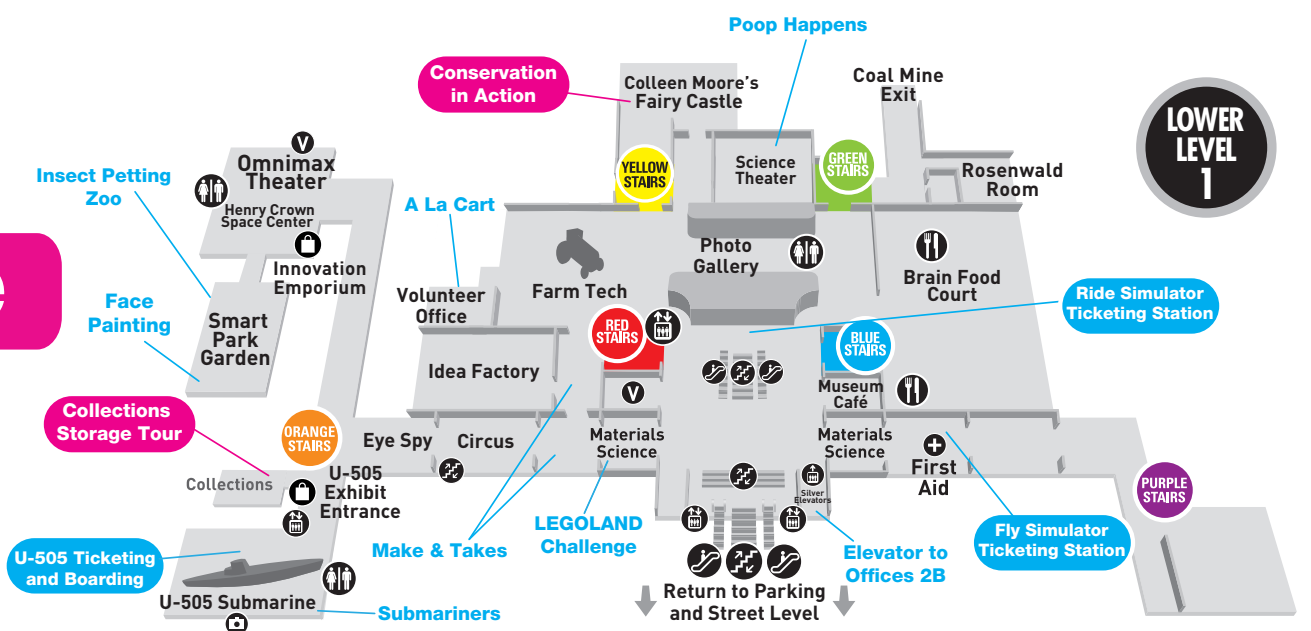 Poop Happens
Conservation
in Action
Colleen Moore's
Fairy Castle
Coal Mine
Exit
LOWER
LEVEL
1
V
Omnimax
Theater
Henry Crown
Space Center
Insect Petting
Zoo
YELLOW
STAIRS
Science
Theater
GREEN
STAIRS
Rosenwald
Room
A La Cart
Innovation
Emporium
Photo
Gallery
Brain Food
Court
e
Face
Painting
Smart
Park
Garden
Volunteer
Office
Farm Tech
Ride Simulator
Ticketing Station
RED
STAIRS
BLUE
STAIRS
Idea Factory
V
Museum
Café
Collections
Storage Tour
ORANGE
STAIRS
Eye Spy
Circus
Materials
Science
Materials
Science
First
Aid
Collections
U-505
Exhibit
Entrance
Silver
Elevators
PURPLE
STAIRS
U-505 Ticketing
and Boarding
Make & Takes
LEGOLAND
Challenge
Elevator to
Offices 2B
Fly Simulator
Ticketing Station
U-505 Submarine
Submariners
Return to Parking
and Street Level